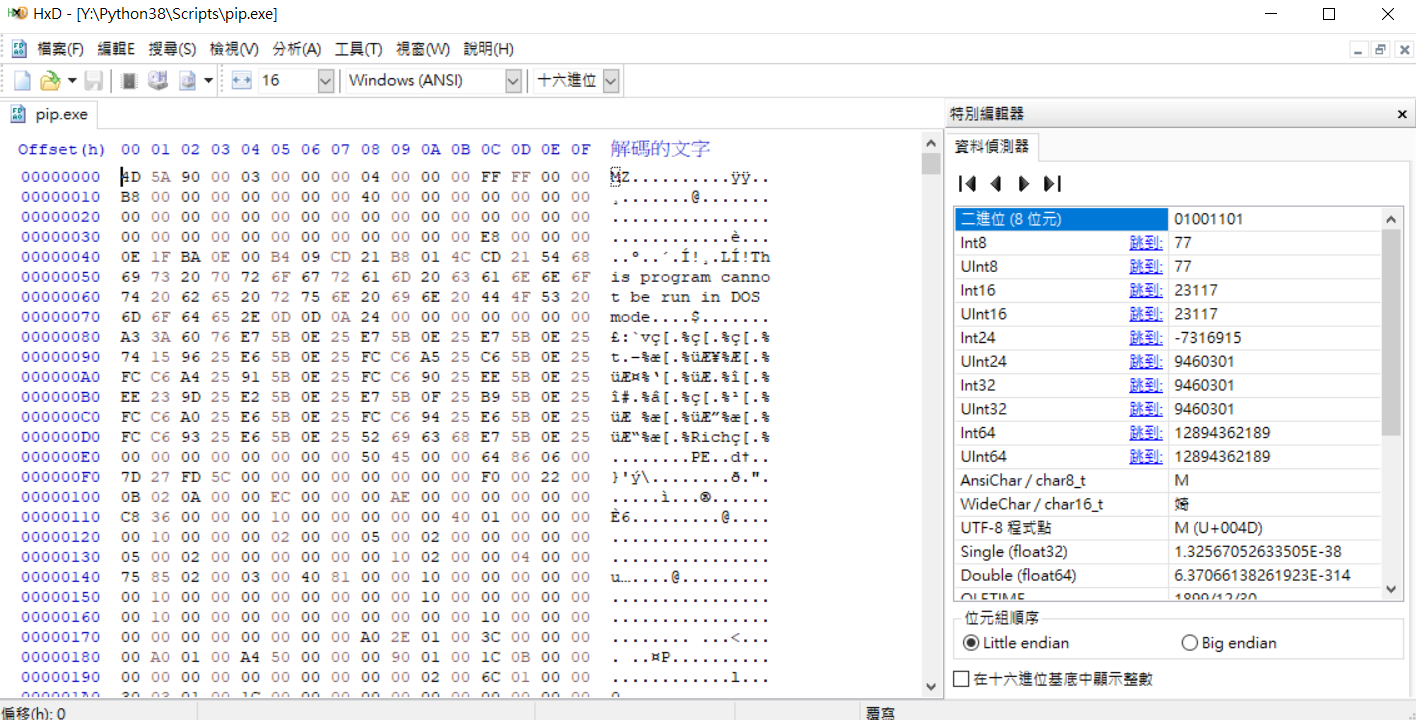 HxD - [Y:\Python38\Scripts\pip.exe]
檔案(F) 編輯E 搜尋(S) 檢視(V) 分析(A) 工具(T) 視窗(W) 說明(H)
16 Windows (ANSI) 十六進位
pip.exe
Offset(h) 00 01 02 03 04 05 06 07 08 09 0A 0B 0C 0D 0E 0F 解碼的文字
00000000 4D 5A 90 00 03 00 00 00 04 00 00 00 FF FF 00 00 MZ..........ÿÿ..
00000010 B8 00 00 00 00 00 00 00 40 00 00 00 00 00 00 00 ¸.......@.......
00000020 00 00 00 00 00 00 00 00 00 00 00 00 00 00 00 00 ................
00000030 00 00 00 00 00 00 00 00 00 00 00 00 E8 00 00 00 ............è...
00000040 0E 1F BA 0E 00 B4 09 CD 21 B8 01 4C CD 21 54 68 ..º..´.Í!¸.LÍ!Th
00000050 69 73 20 70 72 6F 67 72 61 6D 20 63 61 6E 6E 6F is program canno
00000060 74 20 62 65 20 72 75 6E 20 69 6E 20 44 4F 53 20 t be run in DOS
00000070 6D 6F 64 65 2E 0D 0D 0A 24 00 00 00 00 00 00 00 mode....$.......
00000080 A3 3A 60 76 E7 5B 0E 25 E7 5B 0E 25 E7 5B 0E 25 £:`vç[.%ç[.%ç[.%
00000090 74 15 96 25 E6 5B 0E 25 FC C6 A5 25 C6 5B 0E 25 t.–%æ[.%üÆ¥%Æ[.%
000000A0 FC C6 A4 25 91 5B 0E 25 FC C6 90 25 EE 5B 0E 25 üÆ¤%‘[.%üÆ.%î[.%
000000B0 EE 23 9D 25 E2 5B 0E 25 E7 5B 0F 25 B9 5B 0E 25 î#.%â[.%ç[.%¹[.%
000000C0 FC C6 A0 25 E6 5B 0E 25 FC C6 94 25 E6 5B 0E 25 üÆ %æ[.%üÆ”%æ[.%
000000D0 FC C6 93 25 E6 5B 0E 25 52 69 63 68 E7 5B 0E 25 üÆ“%æ[.%Richç[.%
000000E0 00 00 00 00 00 00 00 00 50 45 00 00 64 86 06 00 ........PE..d†..
000000F0 7D 27 FD 5C 00 00 00 00 00 00 00 00 F0 00 22 00 }'ý\........ð.".
00000100 0B 02 0A 00 00 EC 00 00 00 AE 00 00 00 00 00 00 .....ì...®......
00000110 C8 36 00 00 00 10 00 00 00 00 00 40 01 00 00 00 È6.........@....
00000120 00 10 00 00 00 02 00 00 05 00 02 00 00 00 00 00 ................
00000130 05 00 02 00 00 00 00 00 00 10 02 00 00 04 00 00 ................
00000140 75 85 02 00 03 00 40 81 00 00 10 00 00 00 00 00 u…....@.........
00000150 00 10 00 00 00 00 00 00 00 00 10 00 00 00 00 00 ................
00000160 00 10 00 00 00 00 00 00 00 00 00 00 10 00 00 00 ................
00000170 00 00 00 00 00 00 00 00 A0 2E 01 00 3C 00 00 00 ........ ...<...
00000180 00 A0 01 00 A4 50 00 00 00 90 01 00 1C 0B 00 00 . ..¤P..........
00000190 00 00 00 00 00 00 00 00 00 00 02 00 6C 01 00 00 ............l...
特別編輯器
資料偵測器
二進位 (8 位元) 01001101
Int8 跳到: 77
UInt8 跳到: 77
Int16 跳到: 23117
UInt16 跳到: 23117
Int24 跳到: -7316915
UInt24 跳到: 9460301
Int32 跳到: 9460301
UInt32 跳到: 9460301
Int64 跳到: 12894362189
UInt64 跳到: 12894362189
AnsiChar / char8_t M
WideChar / char16_t 婍
UTF-8 程式點 M (U+004D)
Single (float32) 1.32567052633505E-38
Double (float64) 6.37066138261923E-314
OLETIME 1899/12/30
位元組順序
Little endian Big endian
在十六進位基底中顯示整數
偏移(h): 0 覆寫